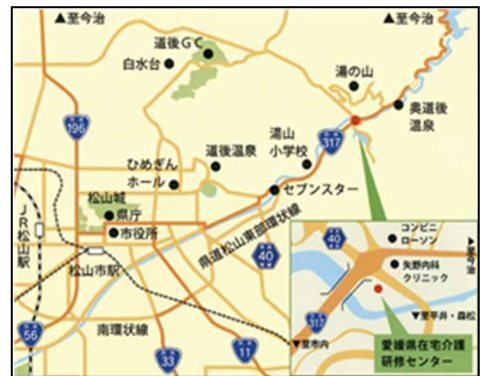 ▲至今治
▲至今治
道後GC
白水台
湯の山
奥道後
温泉
196
317
湯山
小学校
道後温泉
ひめぎん
ホール
セブンスター
松山城
県庁
市役所
県道松山東部環状線
40
JR松山駅
松山市駅
南環状線
56
33
11
40
コンビニ
ローソン
▲至今治
矢野内科
クリニック
317
▼至平井・森松
▼至市内
愛媛県在宅介護
研修センター